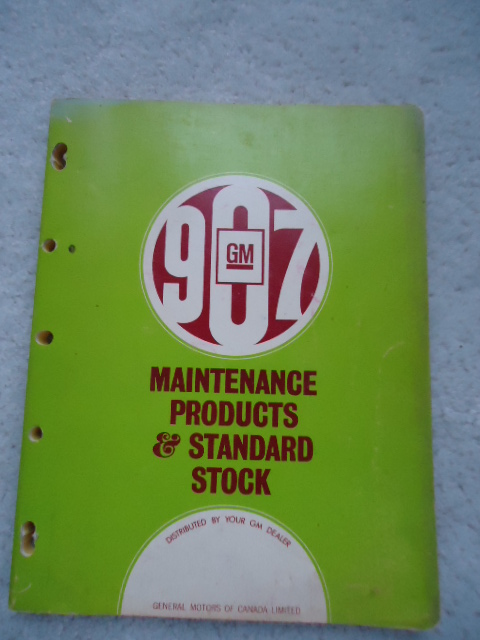 907
GM
MAINTENANCE
PRODUCTS
& STANDARD
STOCK
DISTRIBUTED BY YOUR GM DEALER
GENERAL MOTORS OF CANADA LIMITED